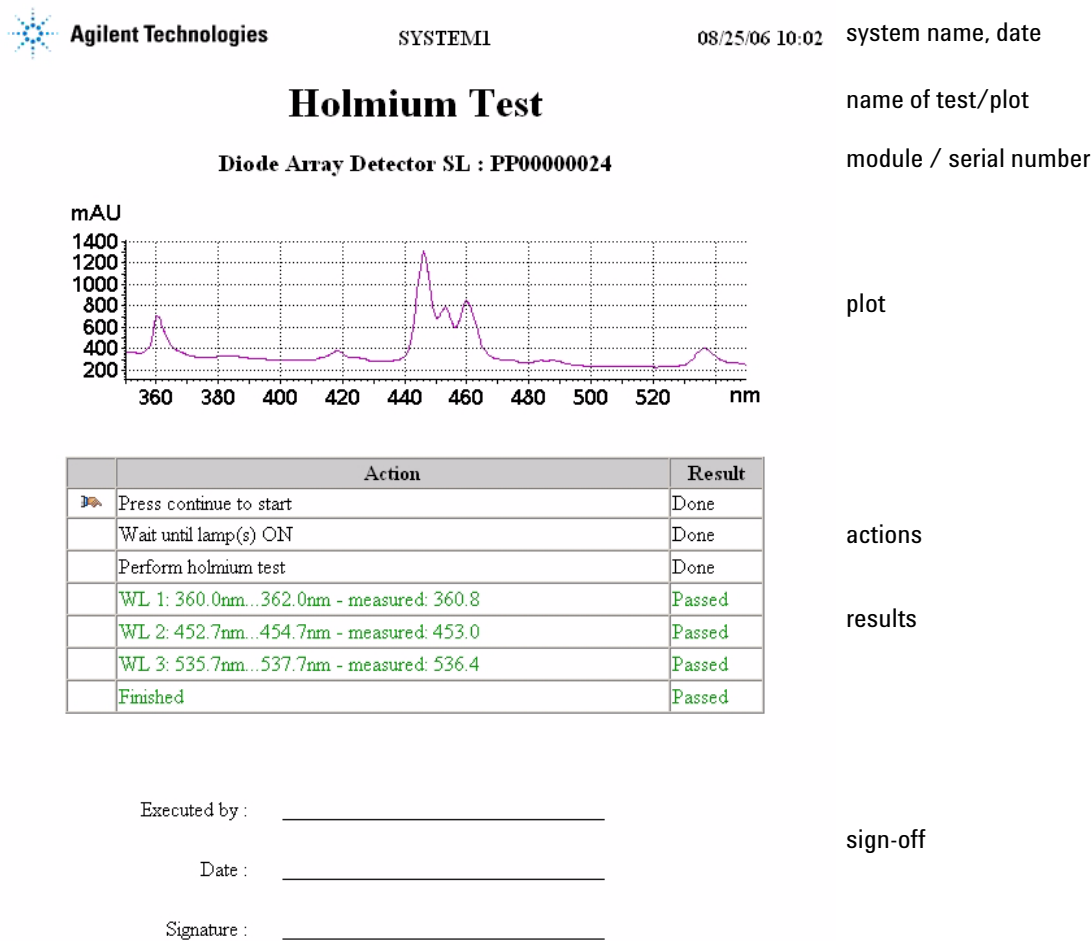 Agilent Technologies SYSTEM1 08/25/06 10:02 system name, date
Holmium Test name of test/plot
Diode Array Detector SL : PP00000024 module / serial number
mAU
1400
1200
1000
800
600
400
200
plot
360 380 400 420 440 460 480 500 520 nm
Action Result
Press continue to start Done
Wait until lamp(s) ON Done
actions
Perform holmium test Done
WL 1: 360.0nm...362.0nm - measured: 360.8 Passed
results
WL 2: 452.7nm...454.7nm - measured: 453.0 Passed
WL 3: 535.7nm...537.7nm - measured: 536.4 Passed
Finished Passed
Executed by :
sign-off
Date :
Signature :